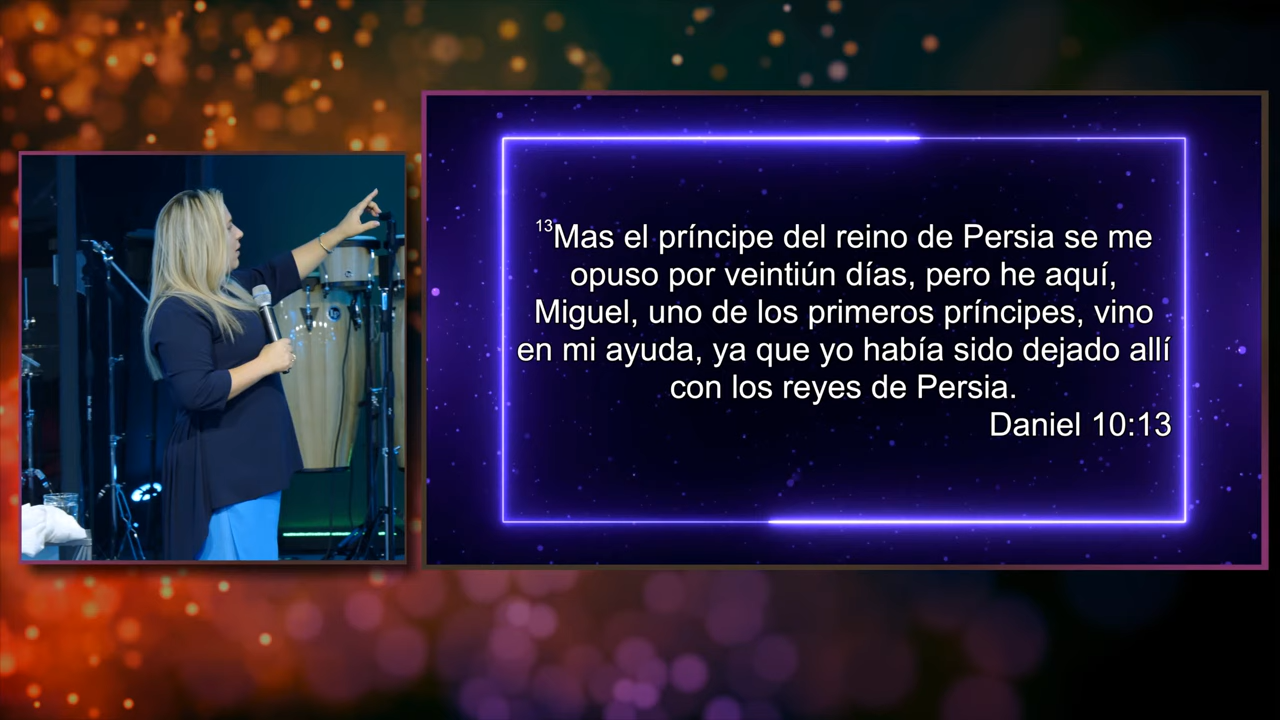 13Mas el príncipe del reino de Persia se me
opuso por veintiún días, pero he aquí,
Miguel, uno de los primeros príncipes, vino
en mi ayuda, ya que yo había sido dejado allí
con los reyes de Persia.
Daniel 10:13